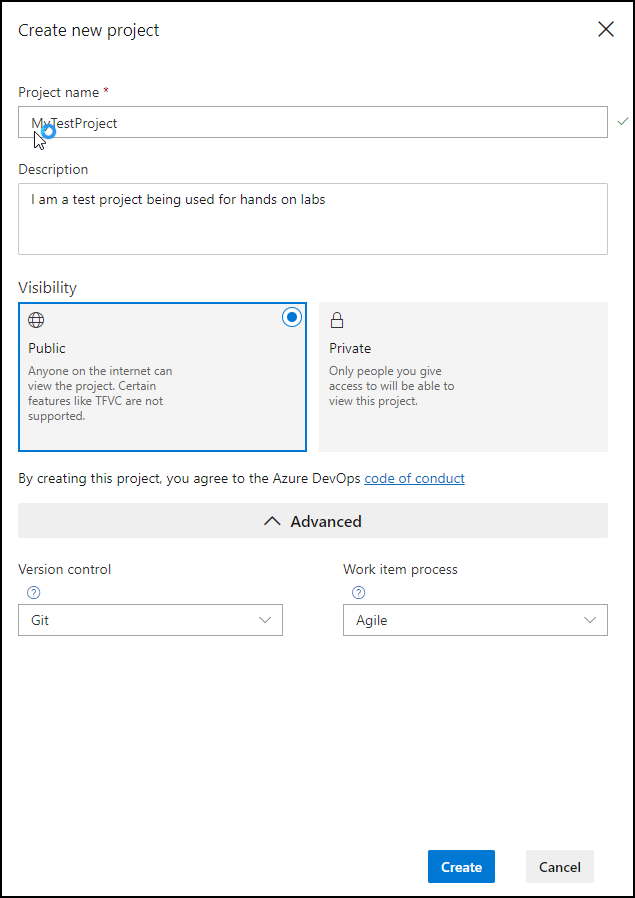 Create new project
Project name *
MyTestProject
Description
I am a test project being used for hands on labs
Visibility
Public
Anyone on the internet can
view the project. Certain
features like TFVC are not
supported.
Private
Only people you give
access to will be able to
view this project.
By creating this project, you agree to the Azure DevOps code of conduct
Advanced
Version control
?
Git
Work item process
?
Agile
Create
Cancel